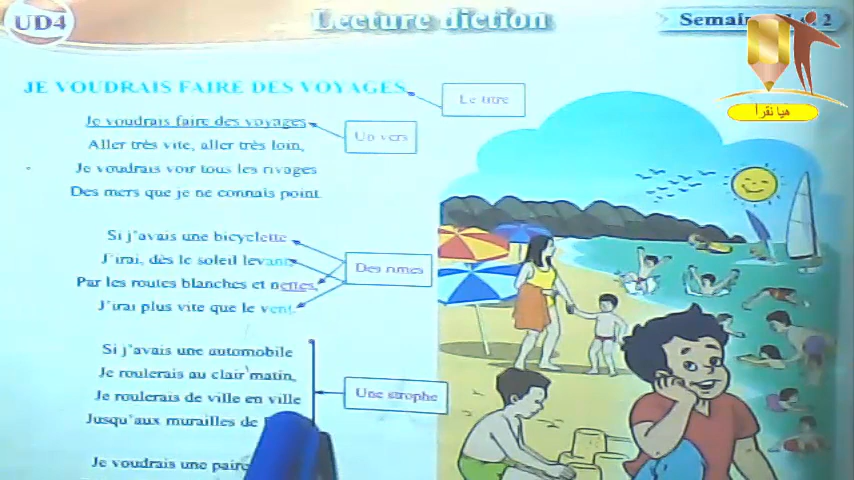 UD4
Lecture diction
Semain 2
هيا نقرأ
JE VOUDRAIS FAIRE DES VOYAGES
Le titre
Je voudrais faire des voyages
Un vers
Aller très vite, aller très loin,
Je voudrais voir tous les rivages
Des mers que je ne connais point
Si j'avais une bicyclette
J'irai, dès le soleil levant,
Des rimes
Par les routes blanches et nettes,
J'irai plus vite que le vent,
Si j'avais une automobile
Je roulerais au clair matin,
Je roulerais de ville en ville
Une strophe
Jusqu'aux murailles de
Je voudrais une paire